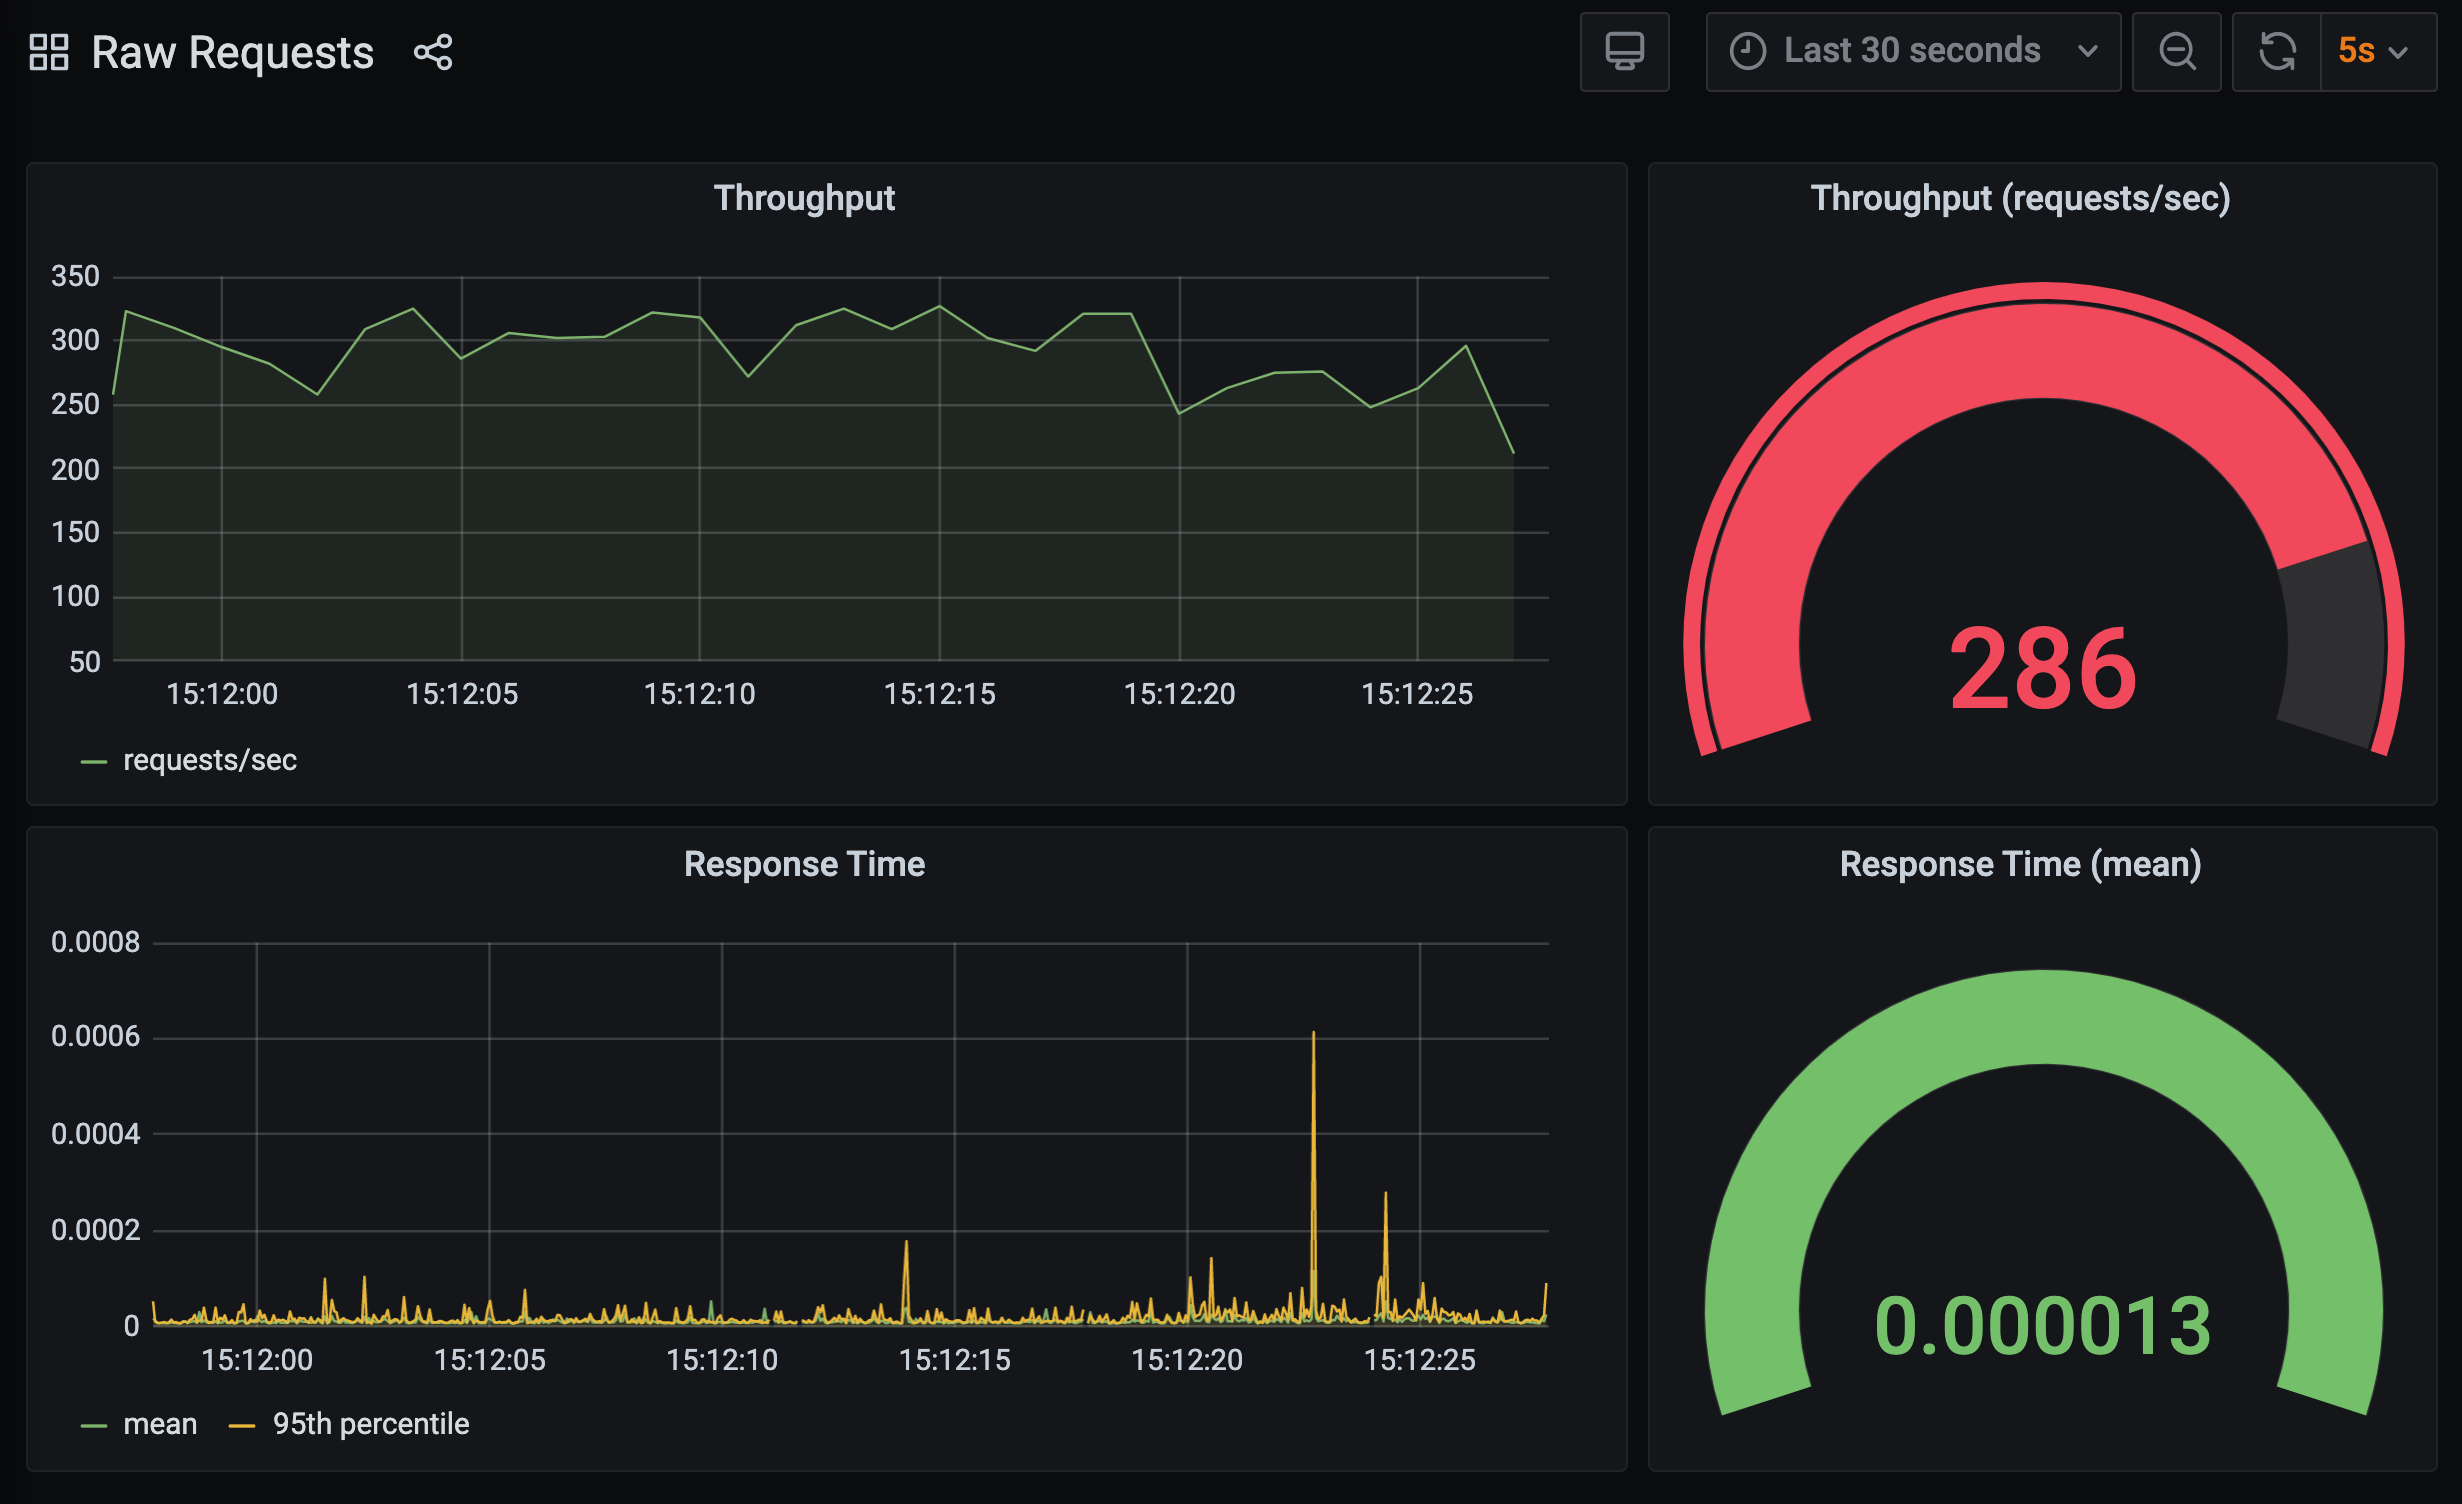 Raw Requests
Last 30 seconds
5s
Throughput
350
300
250
200
150
100
50
15:12:00 15:12:05 15:12:10 15:12:15 15:12:20 15:12:25
requests/sec
Throughput (requests/sec)
286
Response Time
0.0008
0.0006
0.0004
0.0002
0
15:12:00 15:12:05 15:12:10 15:12:15 15:12:20 15:12:25
mean 95th percentile
Response Time (mean)
0.000013